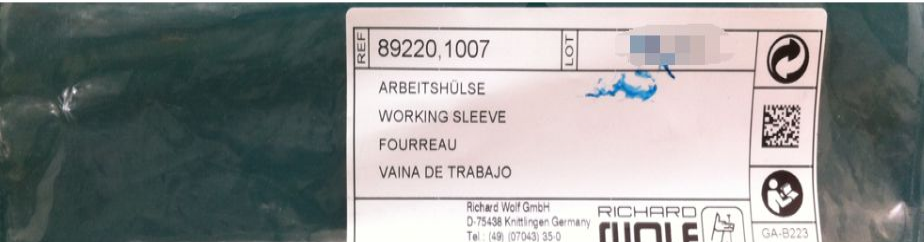 REF 89220,1007 LOT
ARBEITSHÜLSE
WORKING SLEEVE
FOURREAU
VAINA DE TRABAJO
Richard Wolf GmbH
D-75438 Knittlingen Germany
Tel.: (49) (07043) 35-0
RICHARD
WOLF
GA-B223